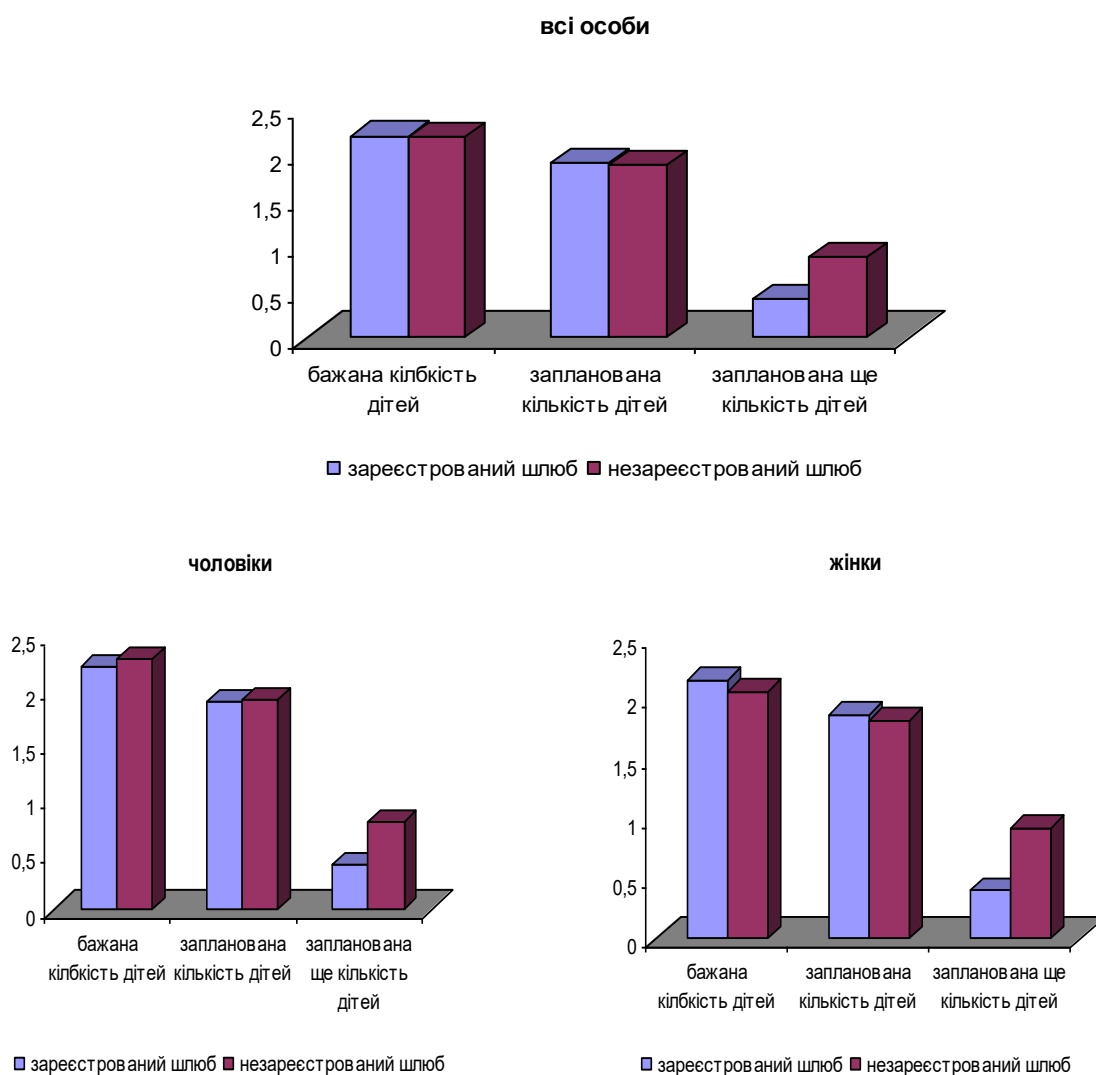 всі особи
2,5
2
1,5
1
0,5
0
бажана кілбкість
дітей
запланована
кількість дітей
запланована ще
кількість дітей
зареєстрований шлюб незареєстрований шлюб
чоловіки
2,5
2
1,5
1
0,5
0
бажана
кілбкість дітей
запланована
кількість дітей
запланована
ще кількість
дітей
зареєстрований шлюб незареєстрований шлюб
жінки
2,5
2
1,5
1
0,5
0
бажана
кілбкість дітей
запланована
кількість дітей
запланована ще
кількість дітей
зареєстрований шлюб незареєстрований шлюб